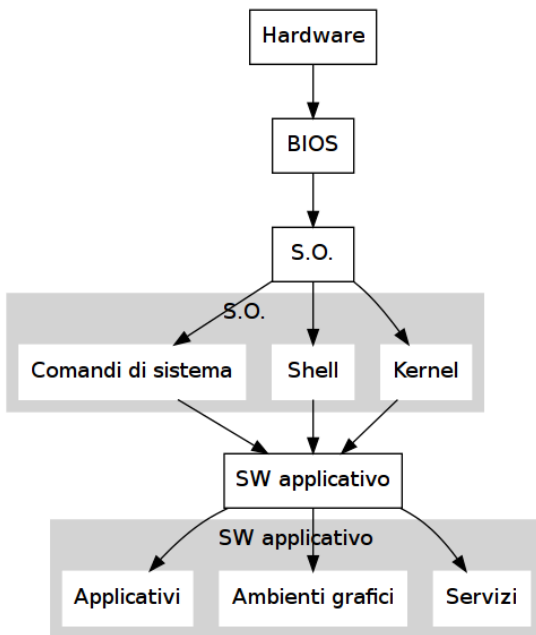 Hardware
BIOS
S.O.
S.O.
Comandi di sistema
Shell
Kernel
SW applicativo
SW applicativo
Applicativi
Ambienti grafici
Servizi